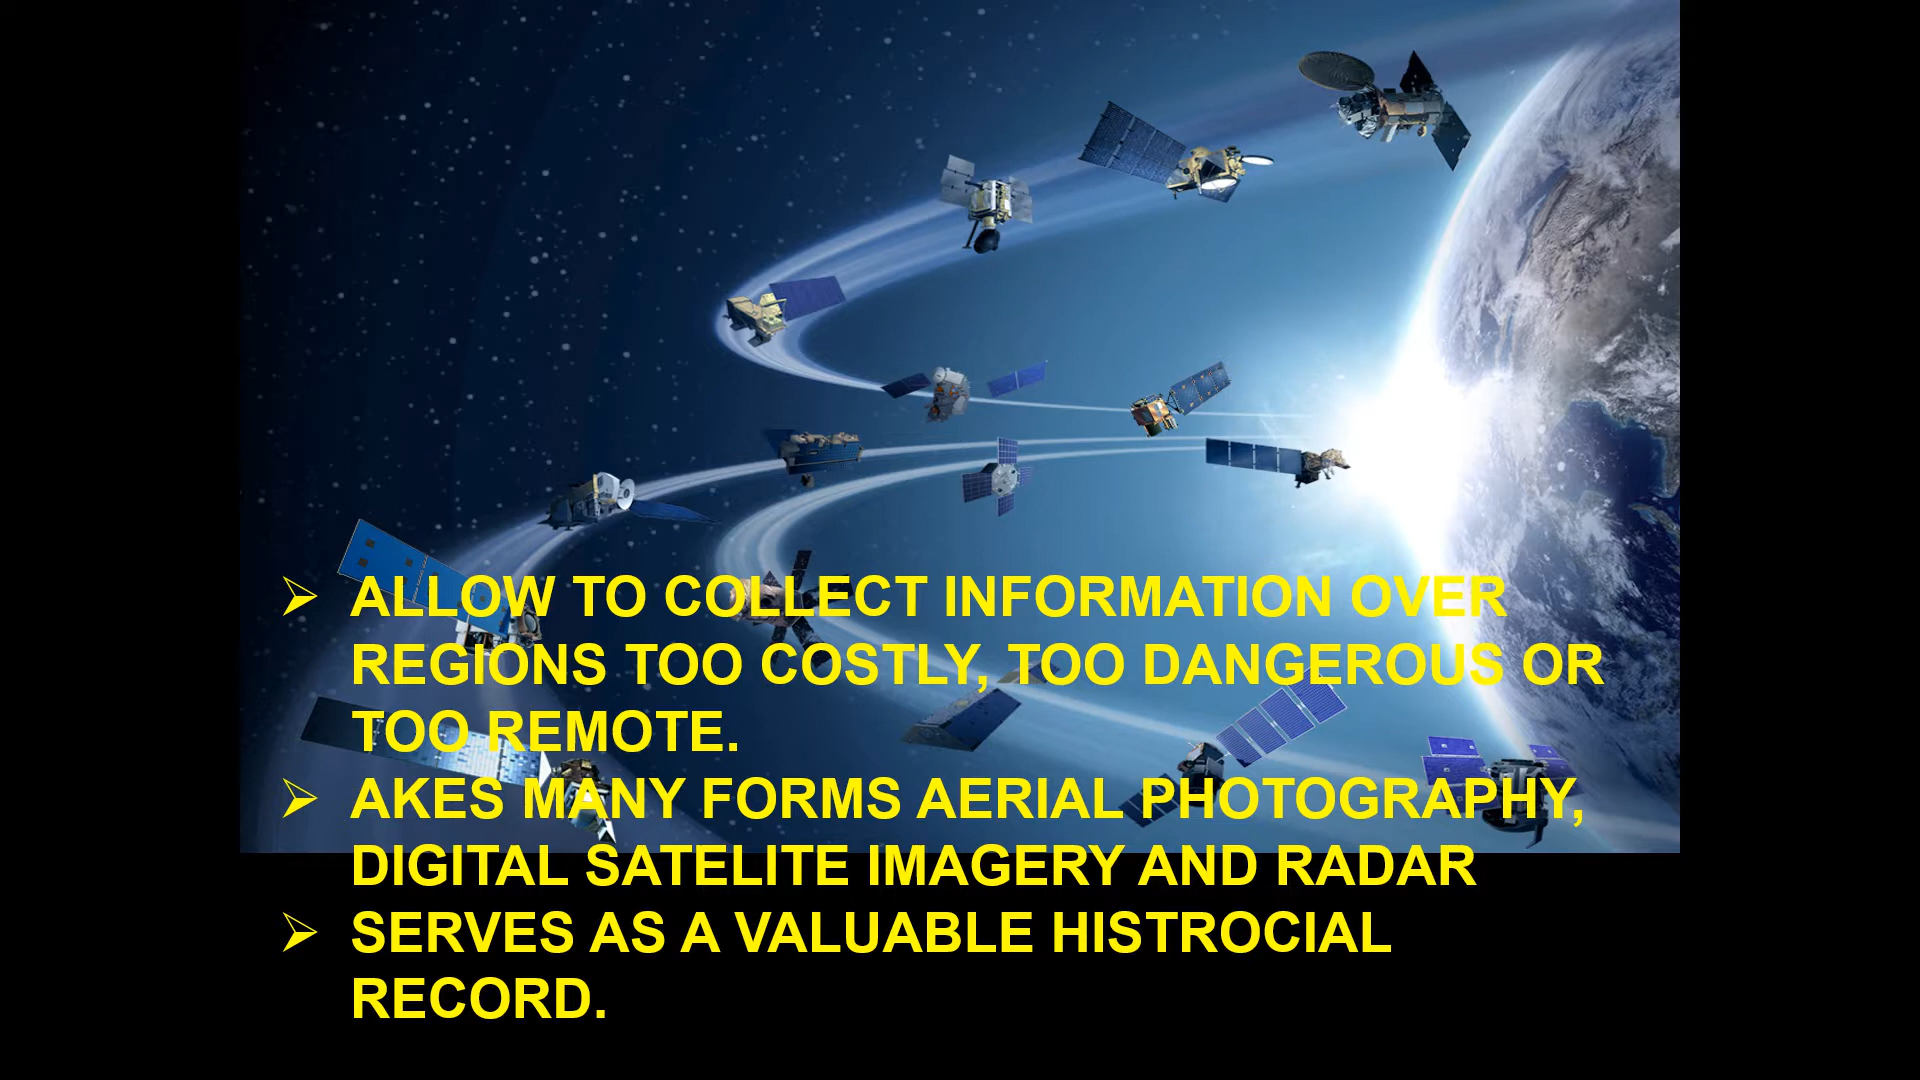 ➢ ALLOW TO COLLECT INFORMATION OVER
REGIONS TOO COSTLY, TOO DANGEROUS OR
TOO REMOTE.
➢ AKES MANY FORMS AERIAL PHOTOGRAPHY,
DIGITAL SATELITE IMAGERY AND RADAR
➢ SERVES AS A VALUABLE HISTROCIAL
RECORD.